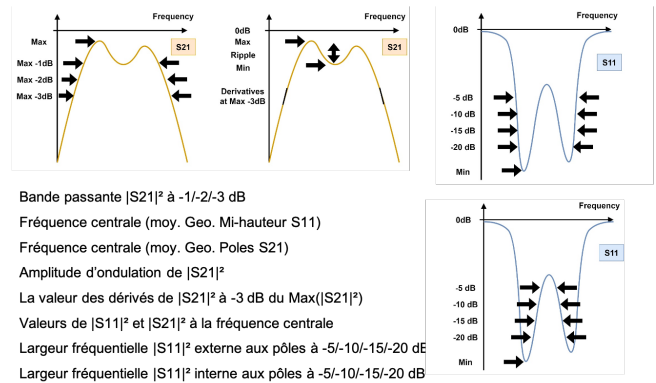 Frequency
Max
S21
Max -1dB
Max -2dB
Max -3dB
Frequency
0dB
Max
S21
Ripple
Min
Derivatives
at Max -3dB
Frequency
0dB
S11
-5 dB
-10 dB
-15 dB
-20 dB
Min
Bande passante |S21|² à -1/-2/-3 dB
Fréquence centrale (moy. Geo. Mi-hauteur S11)
Fréquence centrale (moy. Geo. Poles S21)
Amplitude d'ondulation de |S21|²
La valeur des dérivés de |S21|² à -3 dB du Max(|S21|²)
Valeurs de |S11|² et |S21|² à la fréquence centrale
Largeur fréquentielle |S11|² externe aux pôles à -5/-10/-15/-20 dB
Largeur fréquentielle |S11|² interne aux pôles à -5/-10/-15/-20 dB
Frequency
0dB
S11
-5 dB
-10 dB
-15 dB
-20 dB
Min